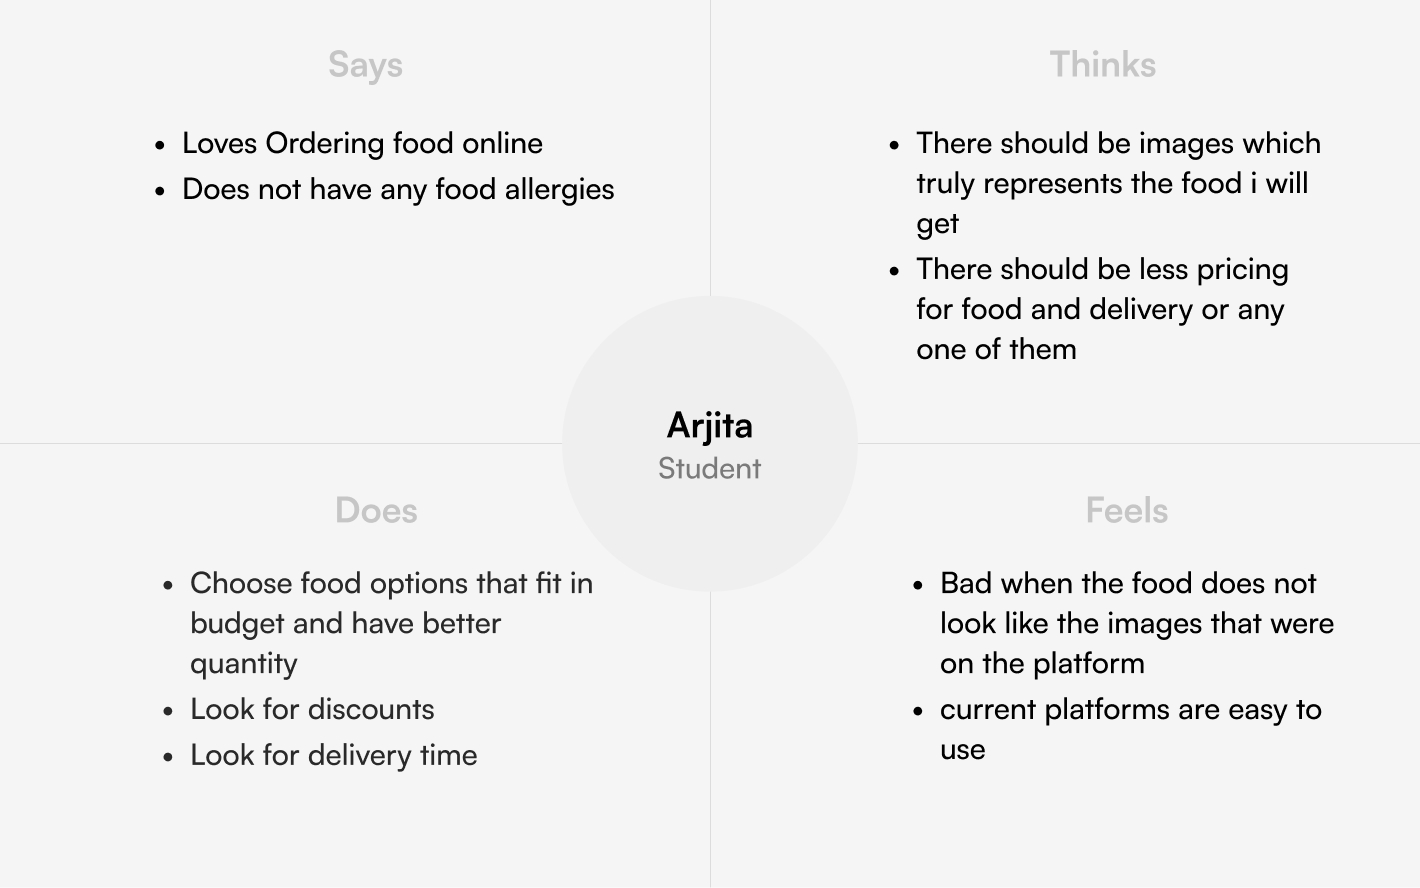 Says
• Loves Ordering food online
• Does not have any food allergies
Thinks
• There should be images which
truly represents the food i will
get
• There should be less pricing
for food and delivery or any
one of them
Arjita
Student
Does
• Choose food options that fit in
budget and have better
quantity
• Look for discounts
• Look for delivery time
Feels
• Bad when the food does not
look like the images that were
on the platform
• current platforms are easy to
use